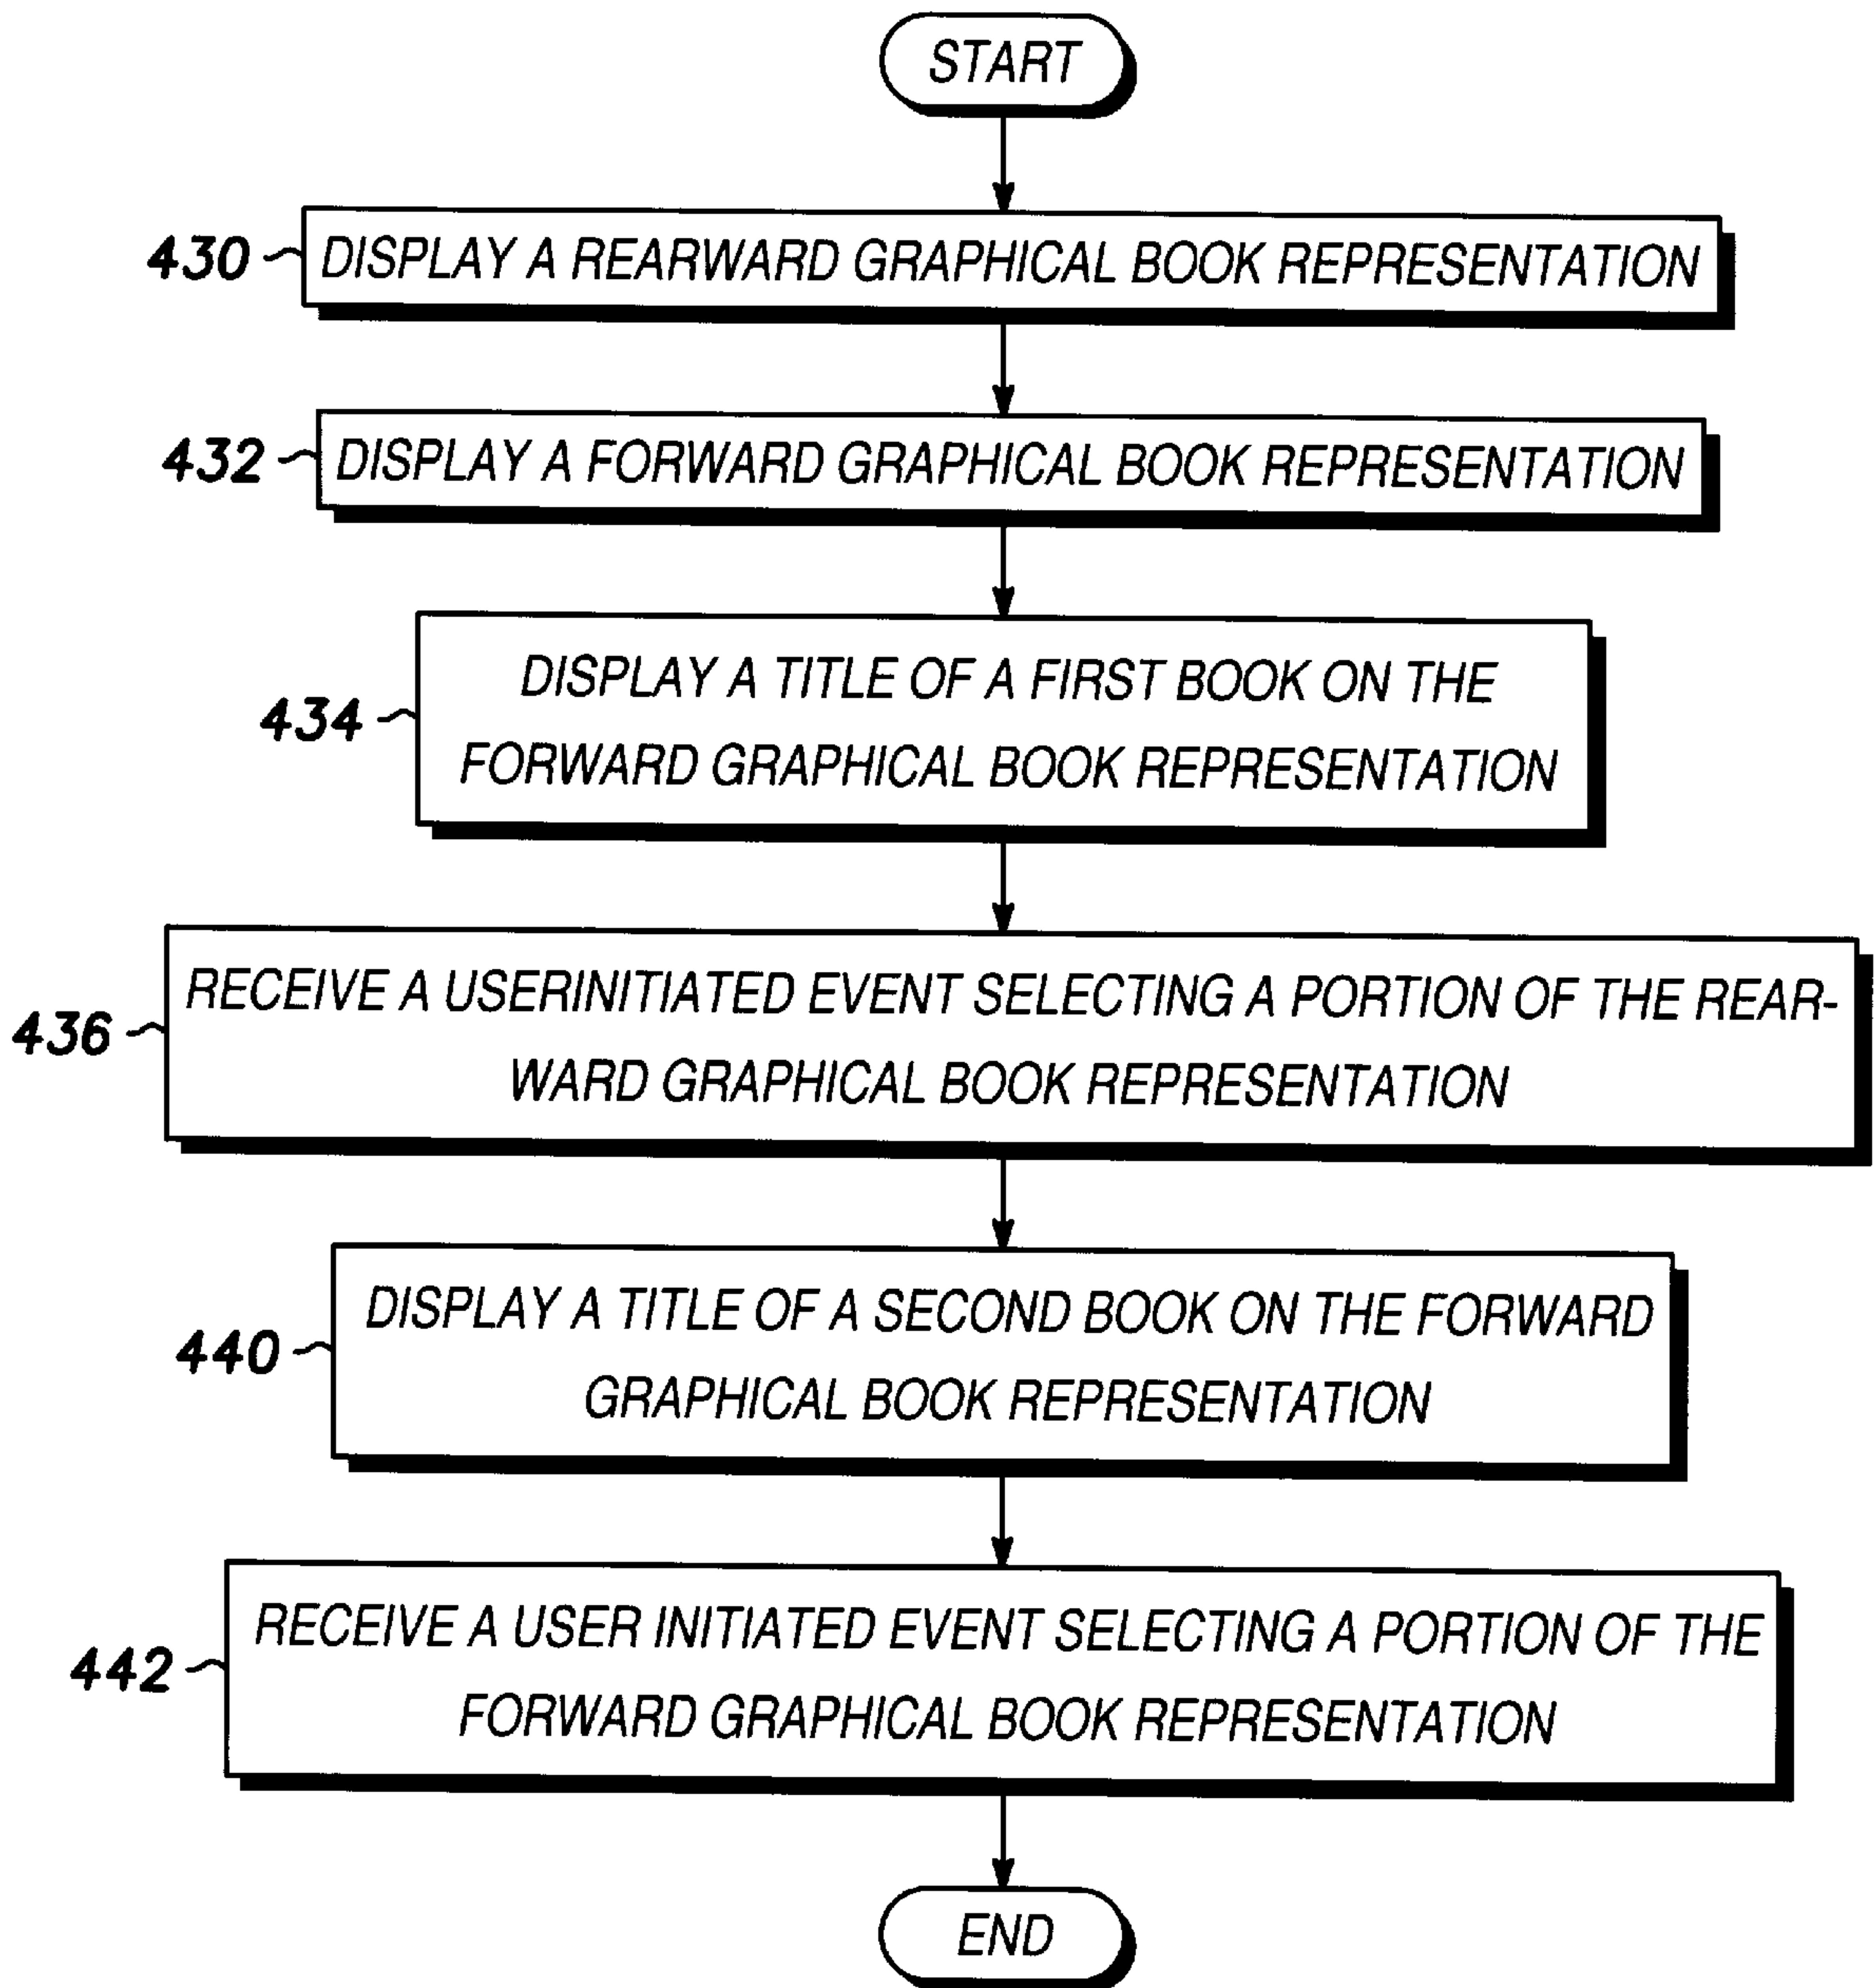 START
430 DISPLAY A REARWARD GRAPHICAL BOOK REPRESENTATION
432 DISPLAY A FORWARD GRAPHICAL BOOK REPRESENTATION
DISPLAY A TITLE OF A FIRST BOOK ON THE
434
FORWARD GRAPHICAL BOOK REPRESENTATION
RECEIVE A USERINITIATED EVENT SELECTING A PORTION OF THE REAR-
436
WARD GRAPHICAL BOOK REPRESENTATION
DISPLAY A TITLE OF A SECOND BOOK ON THE FORWARD
440
GRAPHICAL BOOK REPRESENTATION
RECEIVE A USER INITIATED EVENT SELECTING A PORTION OF THE
442
FORWARD GRAPHICAL BOOK REPRESENTATION
END